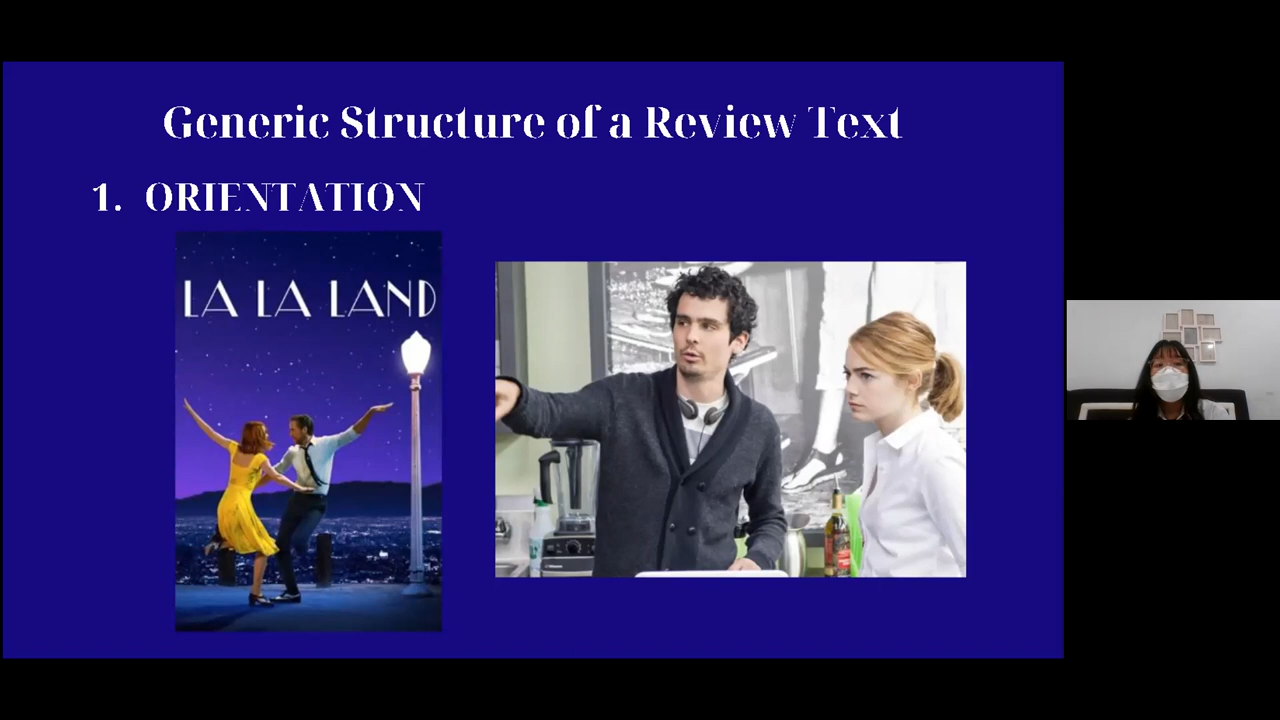 Generic Structure of a Review Text
1. ORIENTATION
LA LA LAND